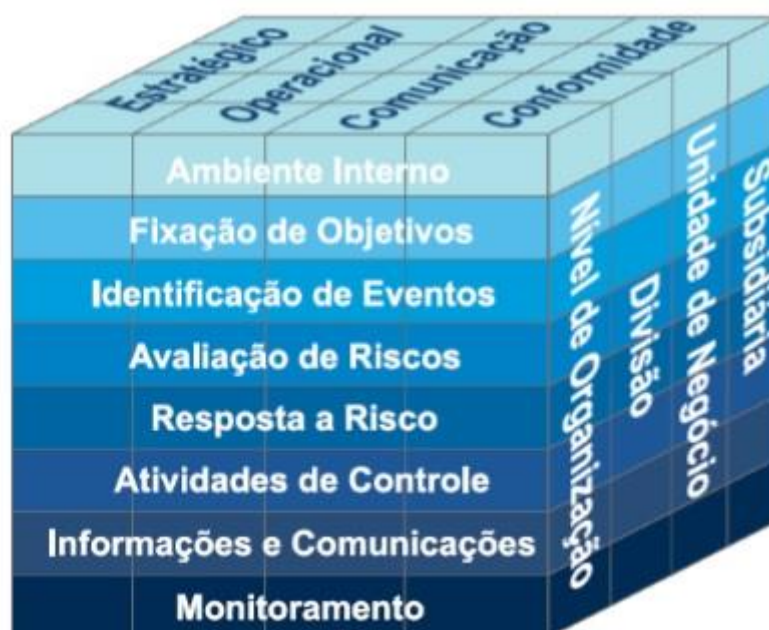 Estratégico
Operacional
Comunicação
Conformidade
Ambiente Interno
Fixação de Objetivos
Identificação de Eventos
Avaliação de Riscos
Resposta a Risco
Atividades de Controle
Informações e Comunicações
Monitoramento
Nível de Organização
Divisão
Unidade de Negócio
Subsidiária